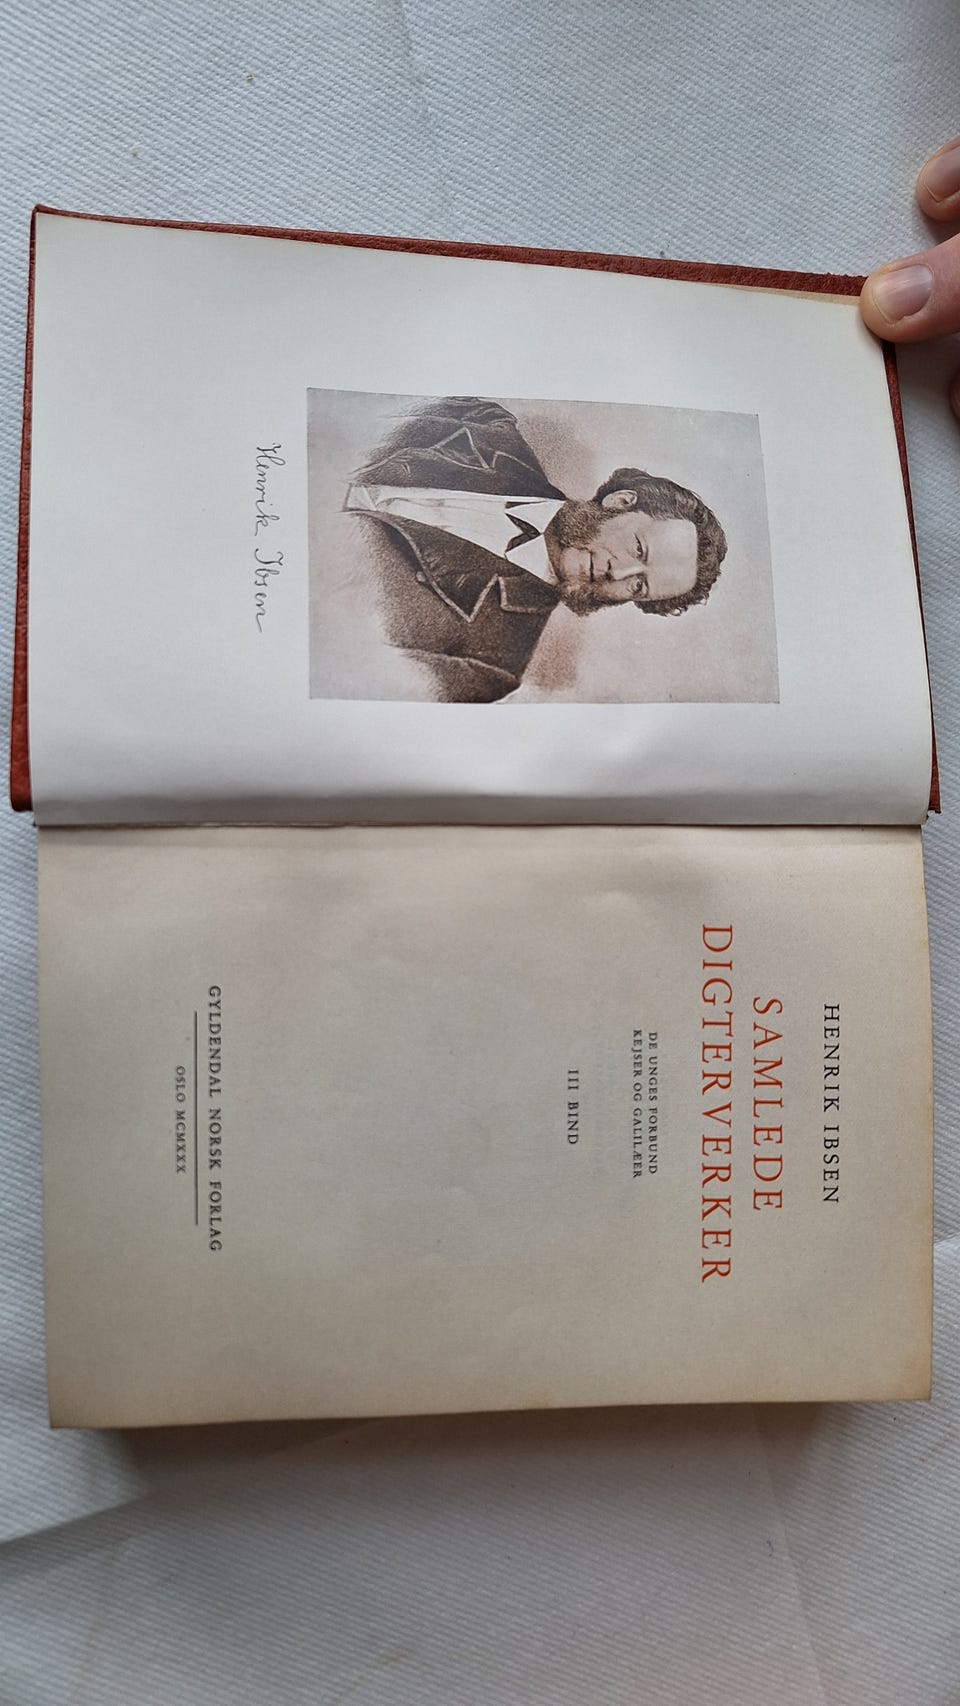 Henrik Ibsen
HENRIK IBSEN
SAMLEDE
DIGTERVERKER
DE UNGES FORBUND
KEJSER OG GALILÆER
III BIND
GYLDENDAL NORSK FORLAG
OSLO MCMXXX